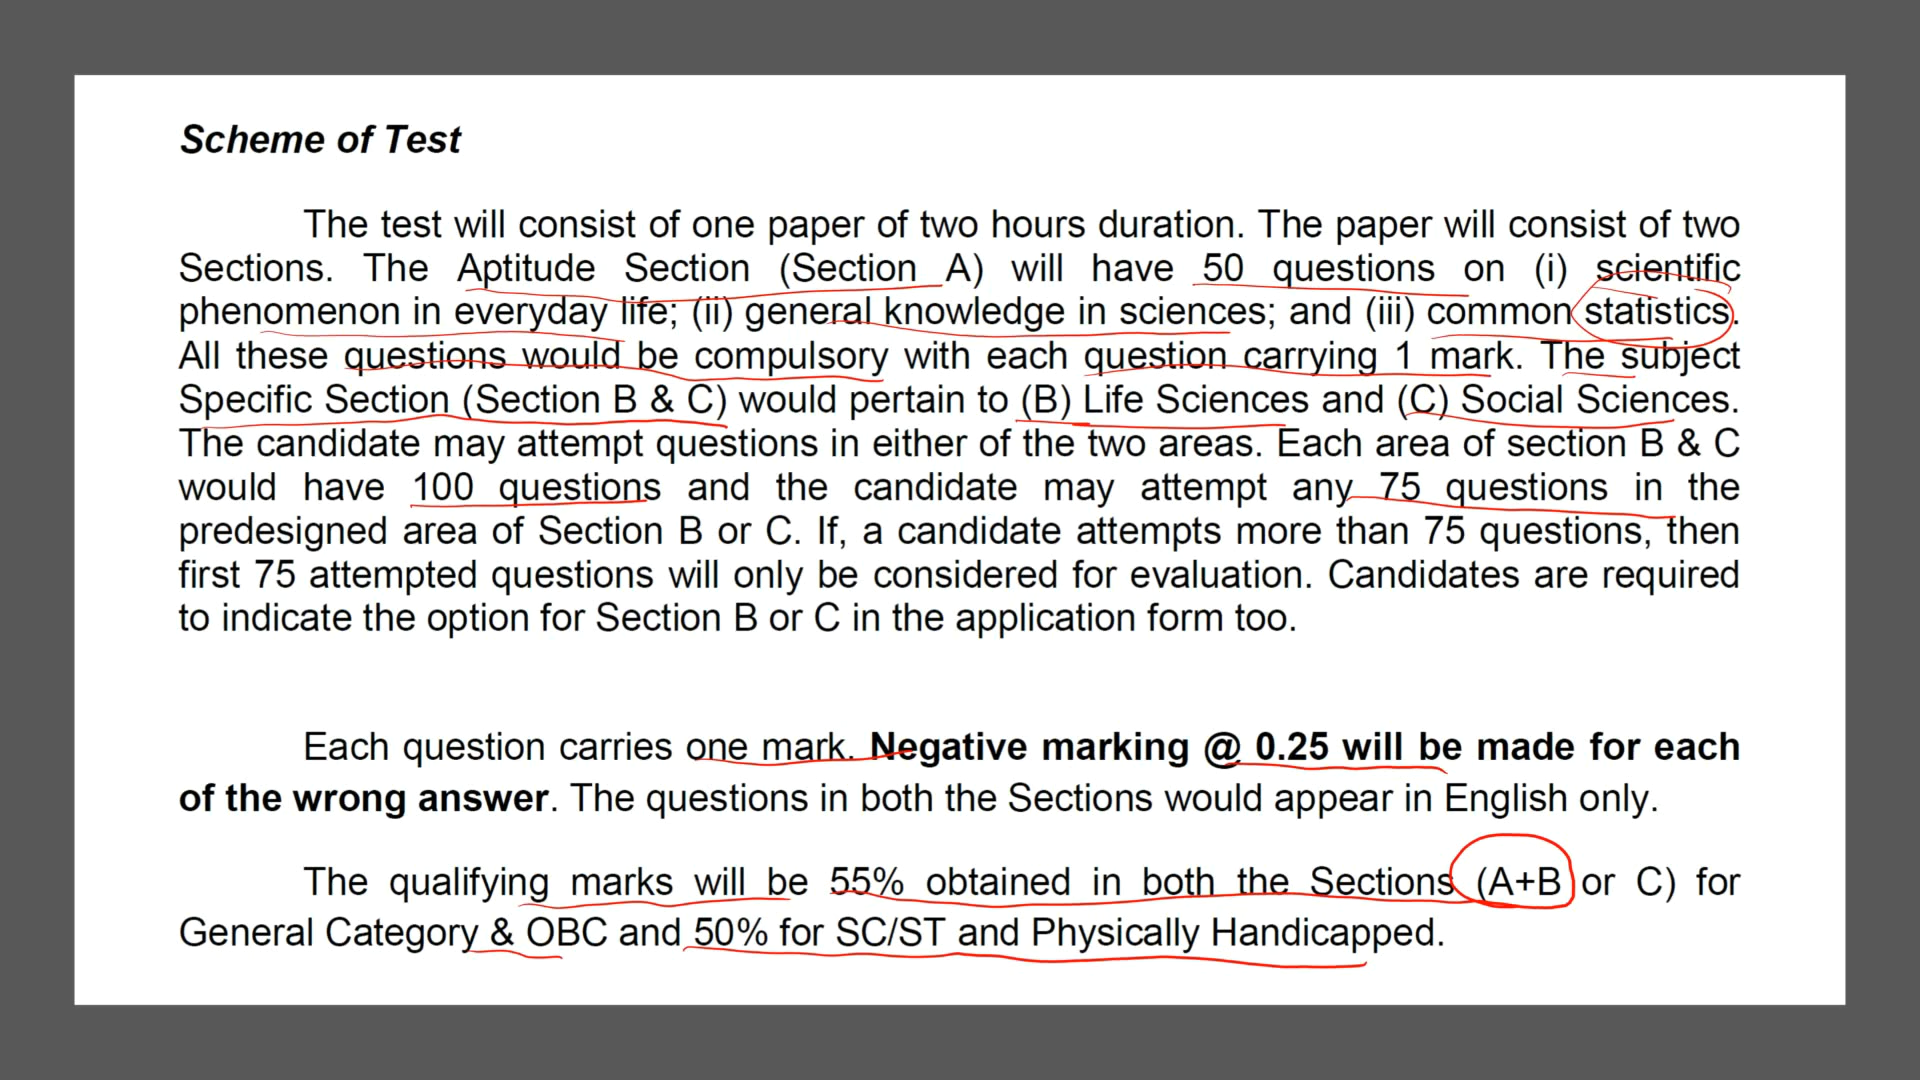 Scheme of Test
The test will consist of one paper of two hours duration. The paper will consist of two
Sections. The Aptitude Section (Section A) will have 50 questions on (i) scientific
phenomenon in everyday life; (ii) general knowledge in sciences; and (iii) common statistics.
All these questions would be compulsory with each question carrying 1 mark. The subject
Specific Section (Section B & C) would pertain to (B) Life Sciences and (C) Social Sciences.
The candidate may attempt questions in either of the two areas. Each area of section B & C
would have 100 questions and the candidate may attempt any 75 questions in the
predesigned area of Section B or C. If, a candidate attempts more than 75 questions, then
first 75 attempted questions will only be considered for evaluation. Candidates are required
to indicate the option for Section B or C in the application form too.
Each question carries one mark. Negative marking @ 0.25 will be made for each
of the wrong answer. The questions in both the Sections would appear in English only.
The qualifying marks will be 55% obtained in both the Sections (A+B or C) for
General Category & OBC and 50% for SC/ST and Physically Handicapped.